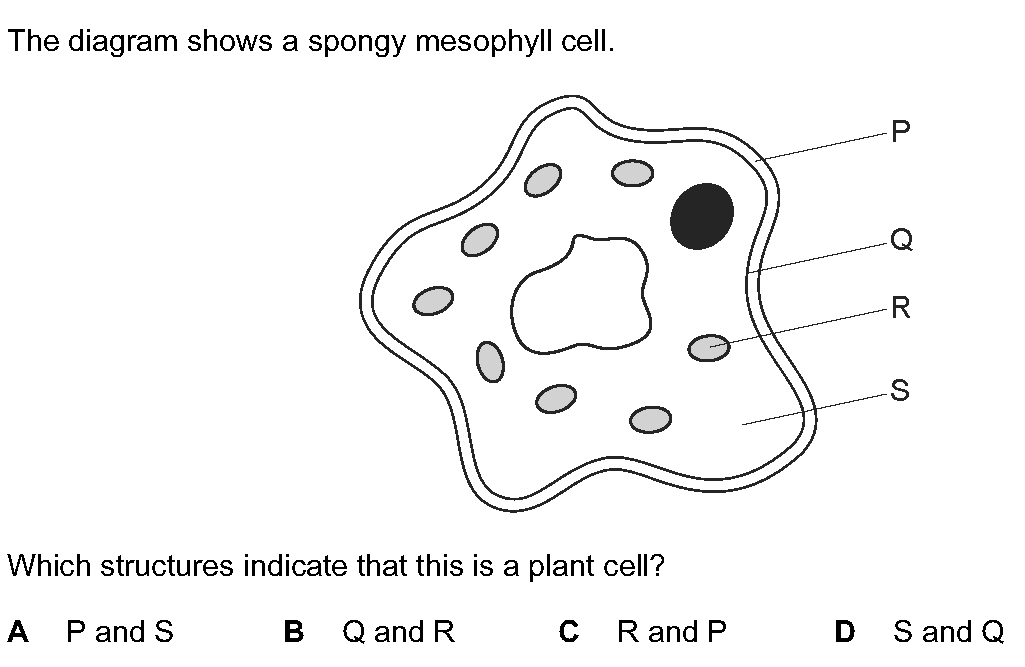 The diagram shows a spongy mesophyll cell.
P
Q
R
S
Which structures indicate that this is a plant cell?
A P and S B Q and R C R and P D S and Q